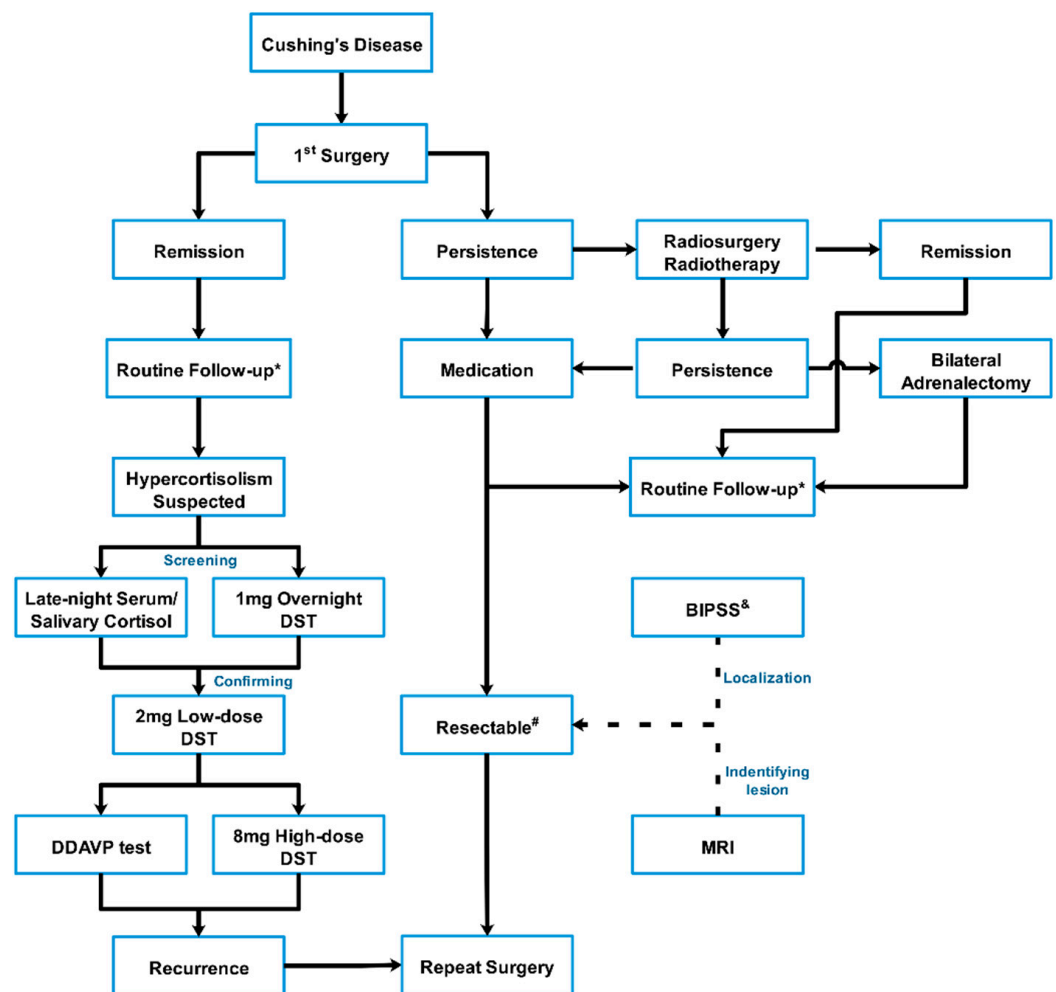 Cushing's Disease
1st Surgery
Remission
Persistence
Radiosurgery
Radiotherapy
Remission
Routine Follow-up*
Medication
Persistence
Bilateral
Adrenalectomy
Hypercortisolism
Suspected
Routine Follow-up*
Screening
Late-night Serum/
Salivary Cortisol
1mg Overnight
DST
BIPSS&
Confirming
Localization
2mg Low-dose
DST
Resectable#
Indentifying
lesion
DDAVP test
8mg High-dose
DST
MRI
Recurrence
Repeat Surgery